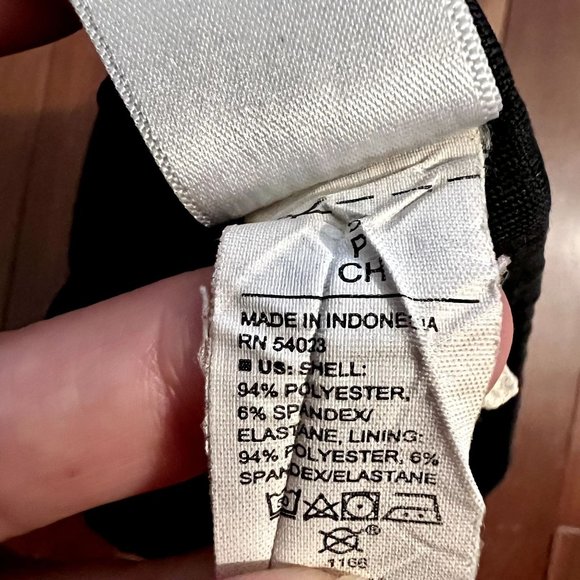 P
CH
MADE IN INDONESIA
RN 54023
US: SHELL:
94% POLYESTER,
6% SPANDEX/
ELASTANE, LINING:
94% POLYESTER, 6%
SPANDEX/ELASTANE
®
1166